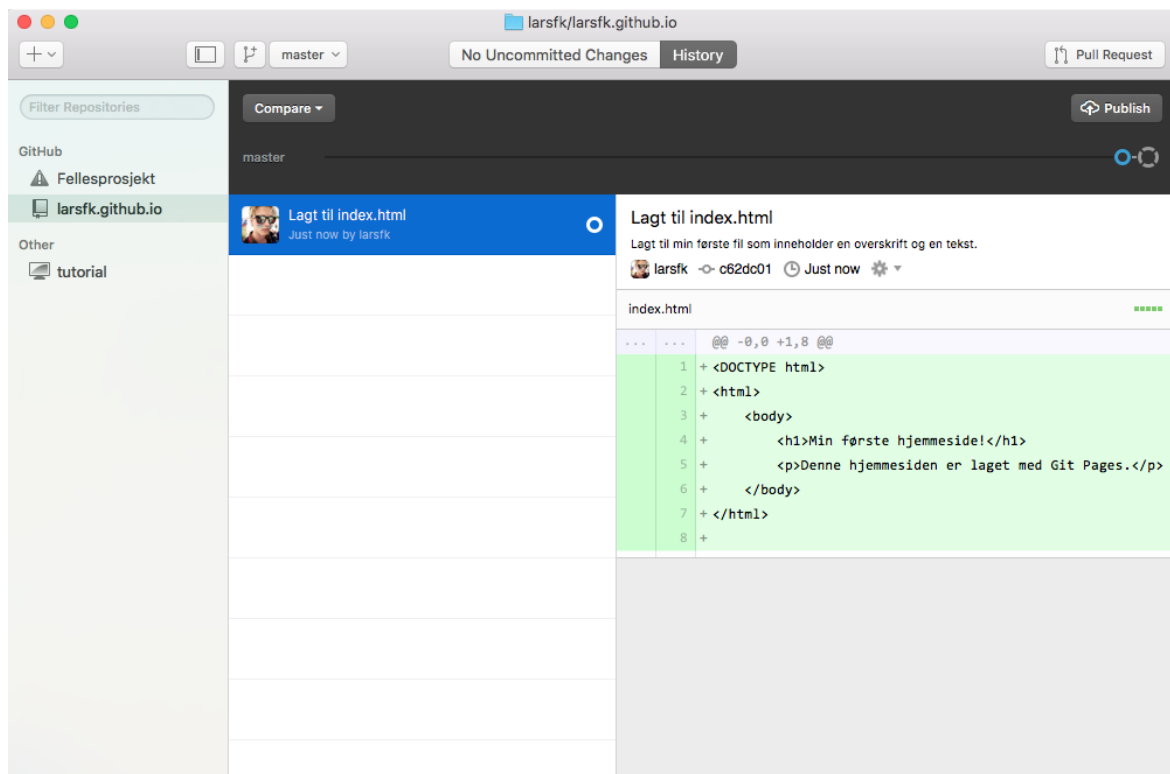 larsfk/larsfk.github.io
master
No Uncommitted Changes
History
Pull Request
Filter Repositories
GitHub
Fellesprosjekt
larsfk.github.io
Other
tutorial
Compare
Publish
master
Lagt til index.html
Just now by larsfk
Lagt til index.html
Lagt til min første fil som inneholder en overskrift og en tekst.
larsfk c62dc01 Just now
index.html
... ... @@ -0,0 +1,8 @@
1 + <DOCTYPE html>
2 + <html>
3 +     <body>
4 +         <h1>Min første hjemmeside!</h1>
5 +         <p>Denne hjemmesiden er laget med Git Pages.</p>
6 +     </body>
7 + </html>
8 +